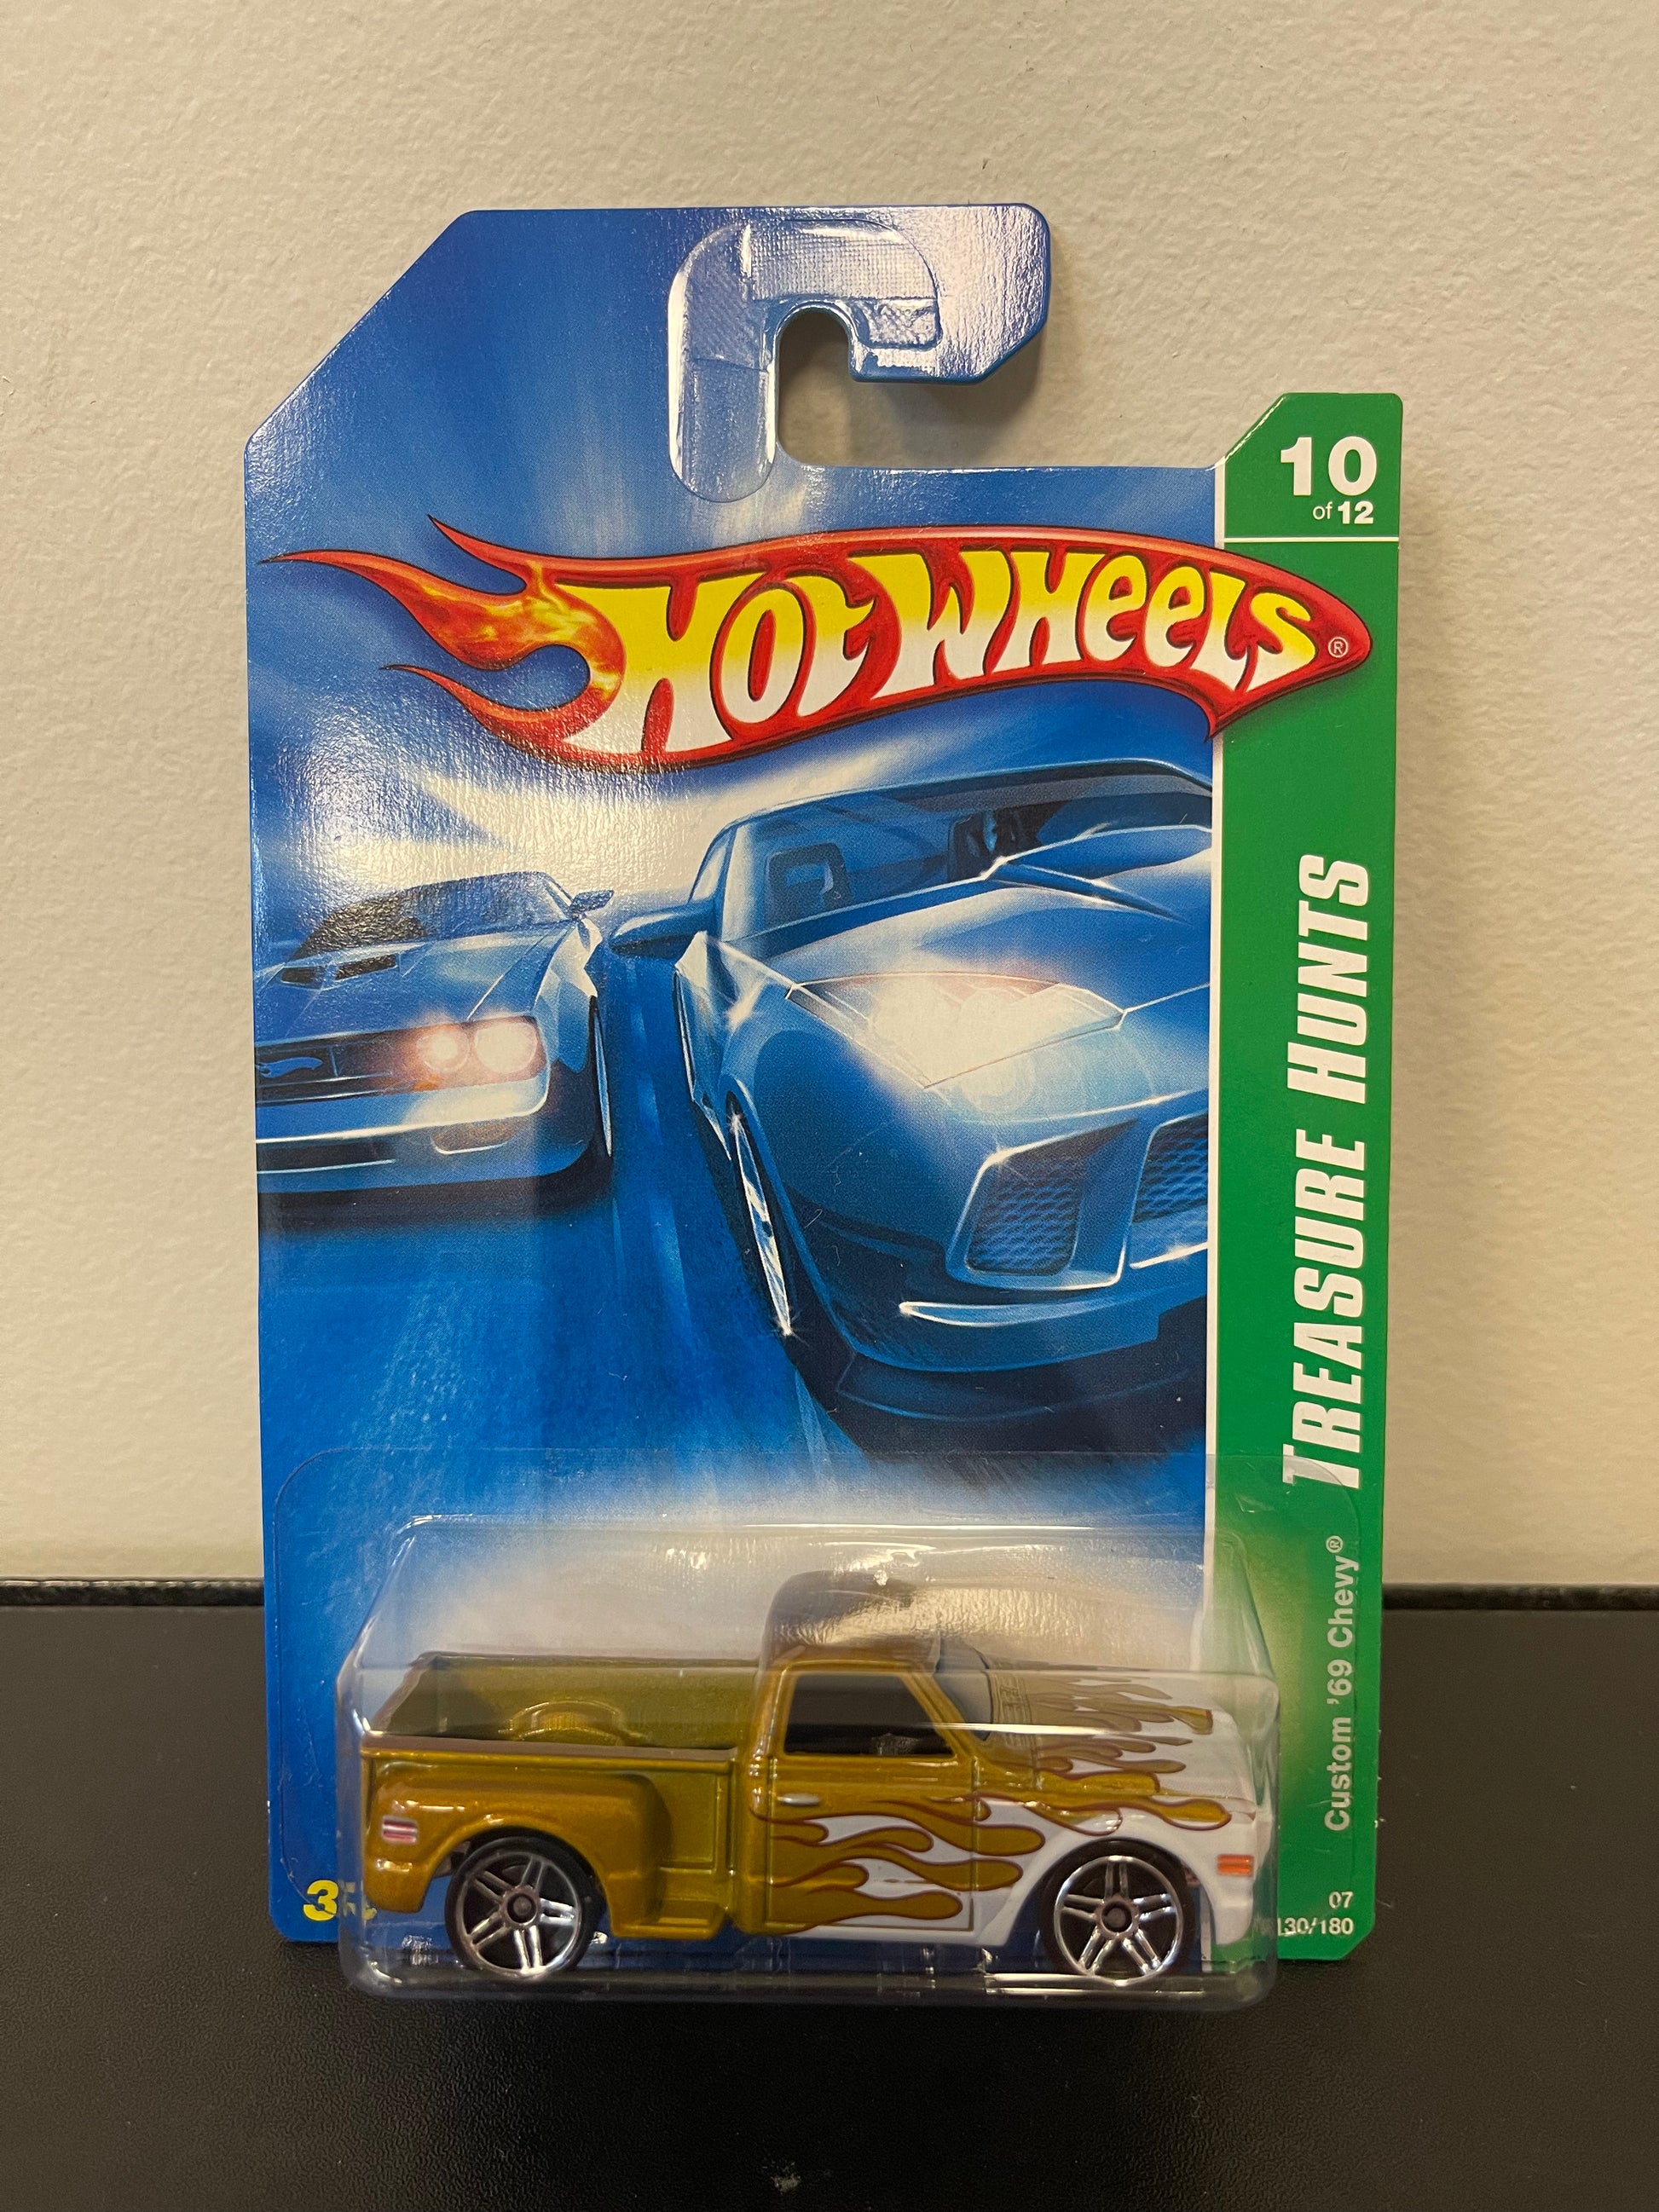 10
of 12
HOT WHEELS®
TREASURE HUNTS
Custom '69 Chevy®
07
130/180